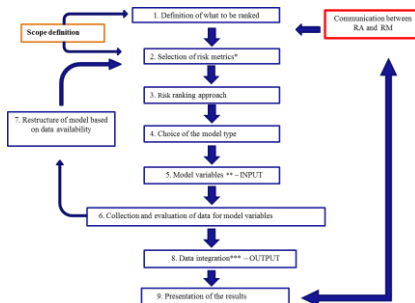 1. Definition of what to be ranked
Communication between
RA and RM
Scope definition
2. Selection of risk metrics*
3. Risk ranking approach
7. Restructure of model based
on data availability
4. Choice of the model type
5. Model variables ** – INPUT
6. Collection and evaluation of data for model variables
8. Data integration*** – OUTPUT
9. Presentation of the results